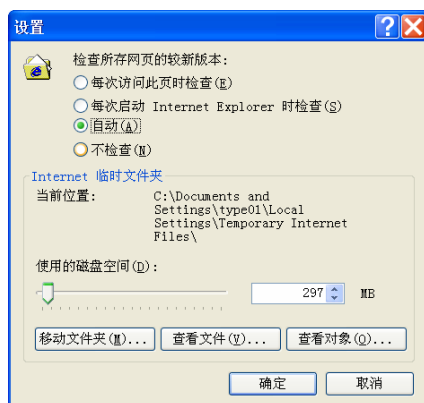 设置
检查所存网页的较新版本:
每次访问此页时检查(E)
每次启动 Internet Explorer 时检查(S)
自动(A)
不检查(N)
Internet 临时文件夹
当前位置:
C:\Documents and
Settings\type01\Local
Settings\Temporary Internet
Files\
使用的磁盘空间(D):
297 MB
移动文件夹(M)... 查看文件(V)... 查看对象(O)...
确定 取消